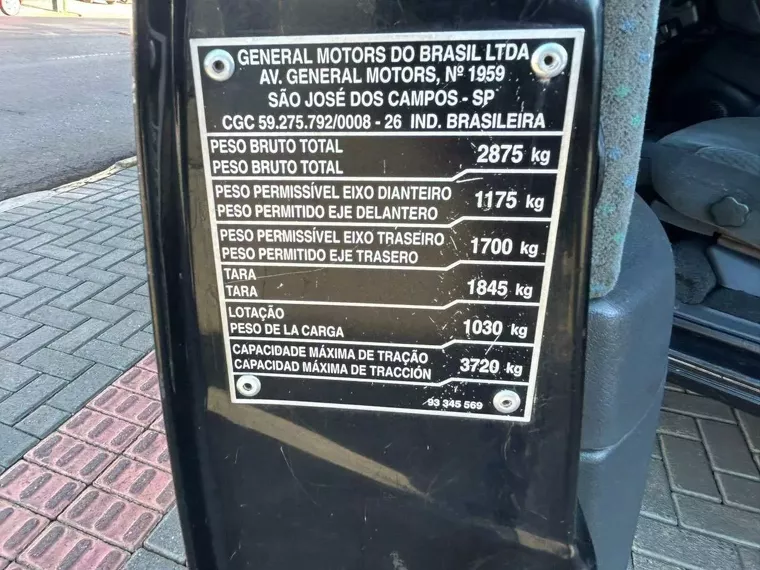 GENERAL MOTORS DO BRASIL LTDA
AV. GENERAL MOTORS, Nº 1959
SÃO JOSÉ DOS CAMPOS - SP
CGC 59.275.792/0008 - 26 IND. BRASILEIRA
PESO BRUTO TOTAL
PESO BRUTO TOTAL
2875 kg
PESO PERMISSÍVEL EIXO DIANTEIRO
PESO PERMITIDO EJE DELANTERO
1175 kg
PESO PERMISSÍVEL EIXO TRASEIRO
PESO PERMITIDO EJE TRASERO
1700 kg
TARA
TARA
1845 kg
LOTAÇÃO
PESO DE LA CARGA
1030 kg
CAPACIDADE MÁXIMA DE TRAÇÃO
CAPACIDAD MÁXIMA DE TRACCIÓN
3720 kg
93 345 569